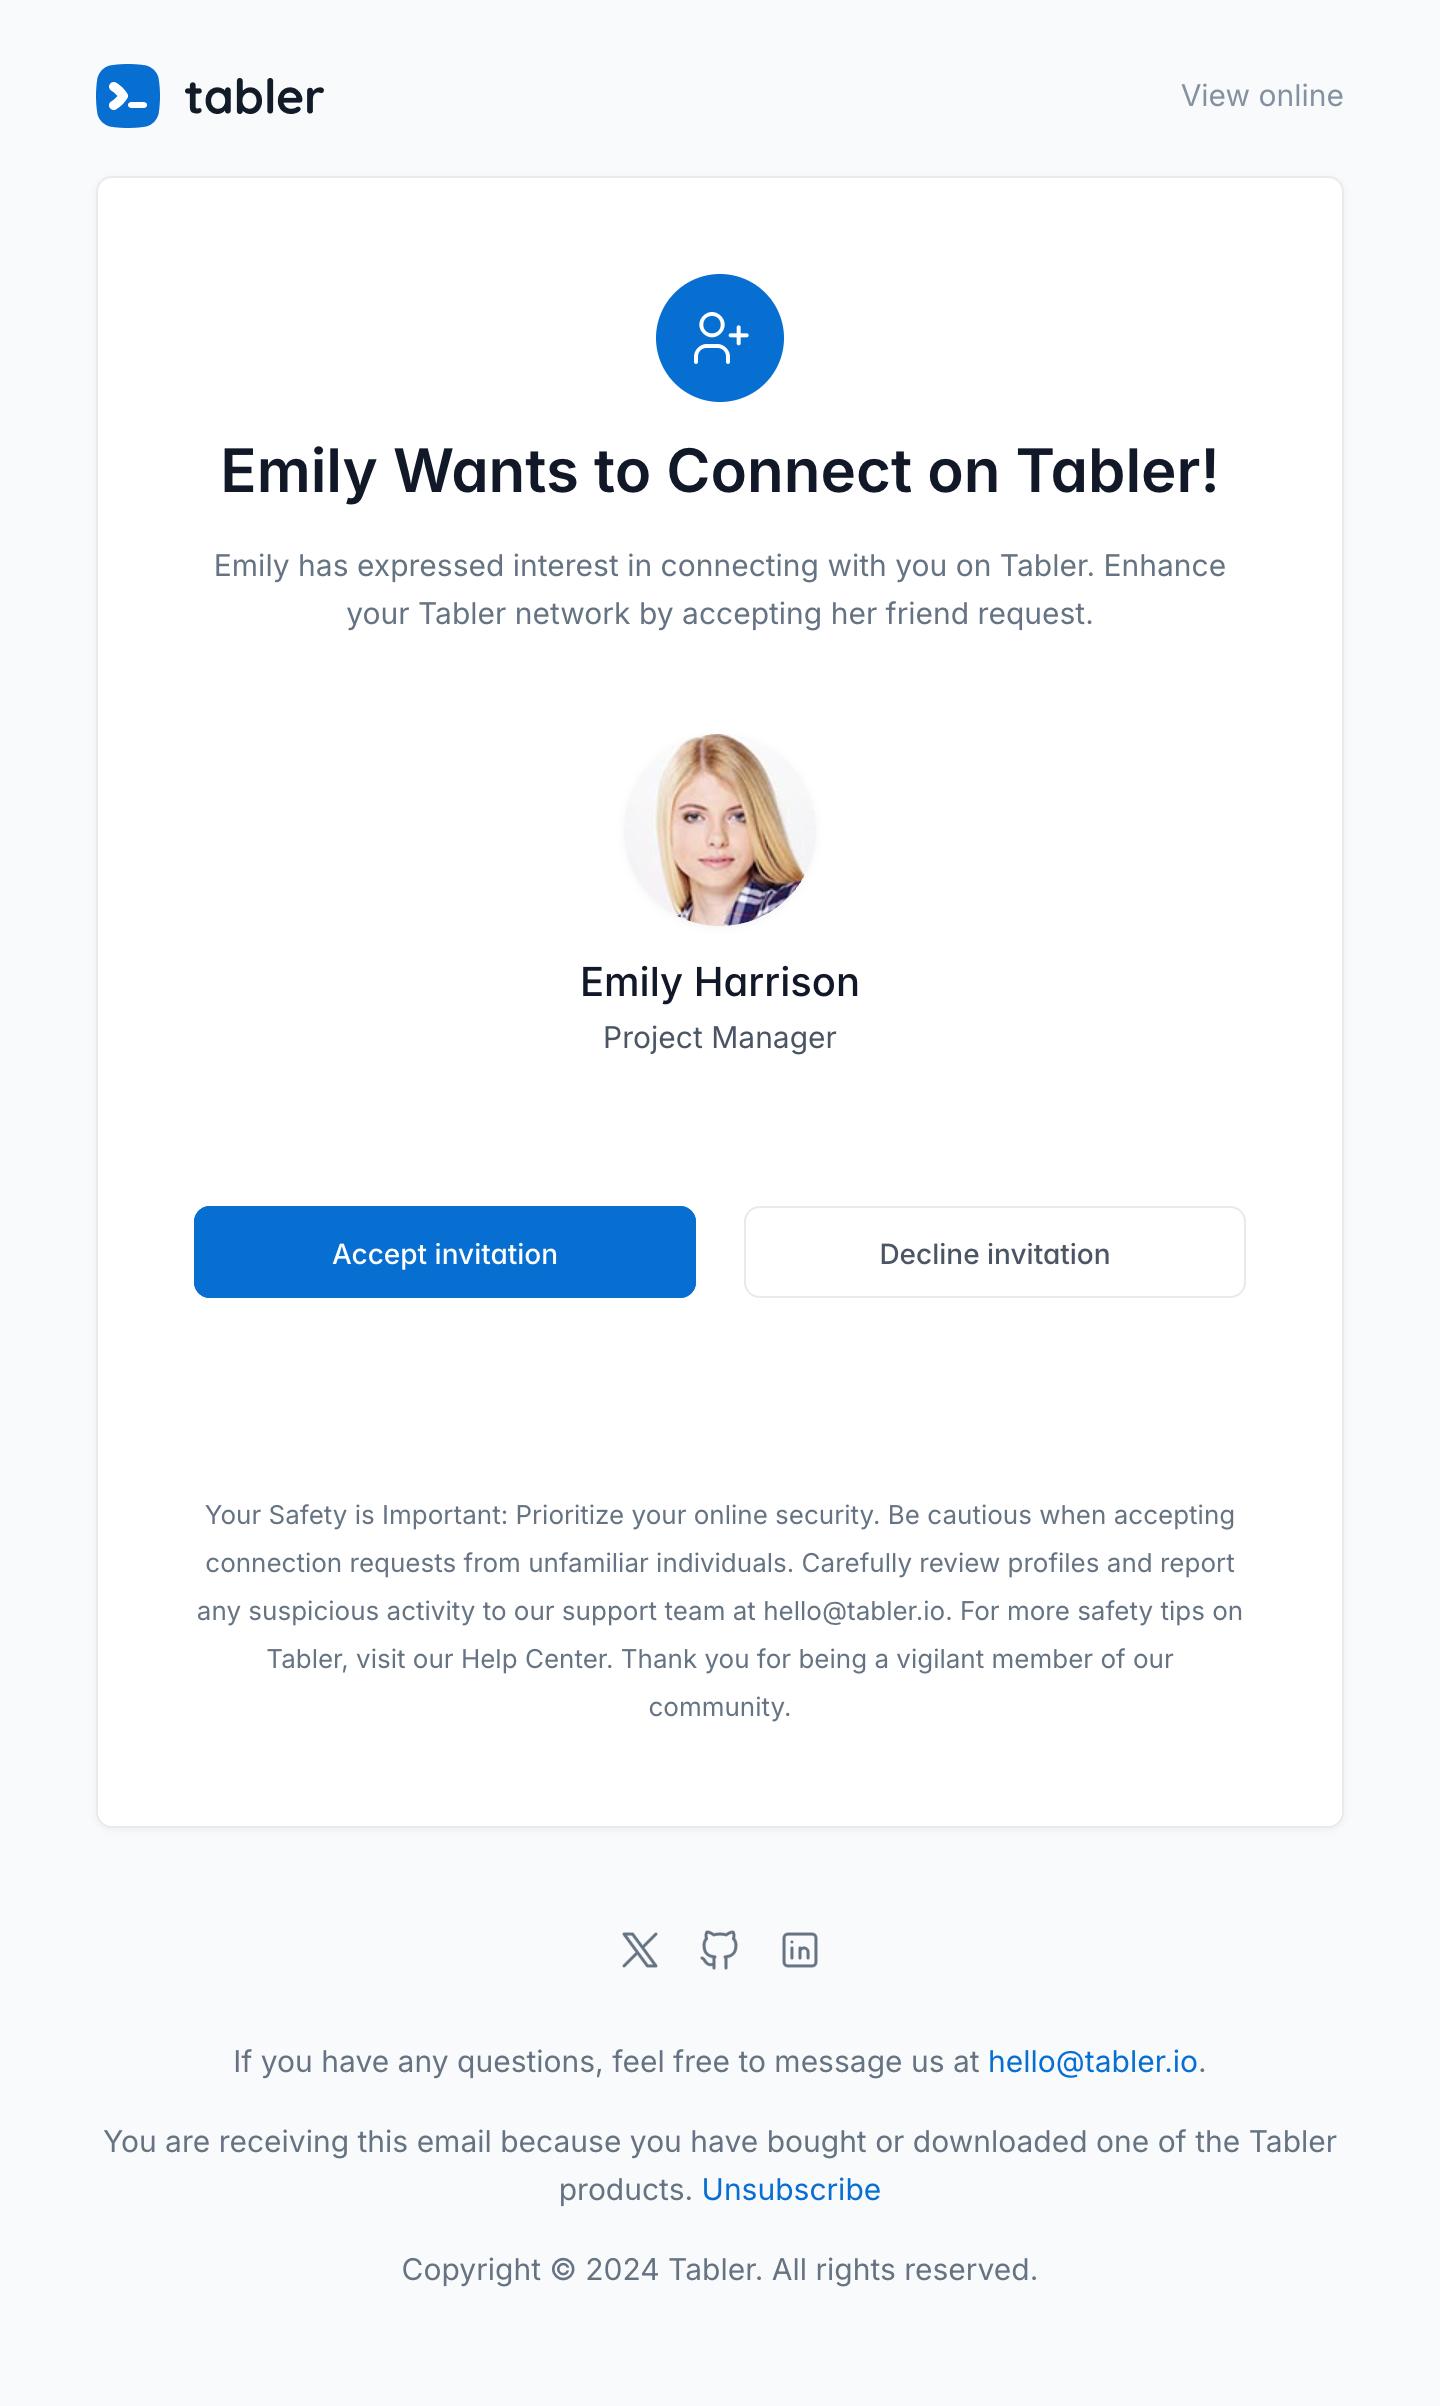 tabler
View online
Emily Wants to Connect on Tabler!
Emily has expressed interest in connecting with you on Tabler. Enhance
your Tabler network by accepting her friend request.
Emily Harrison
Project Manager
Accept invitation
Decline invitation
Your Safety is Important: Prioritize your online security. Be cautious when accepting
connection requests from unfamiliar individuals. Carefully review profiles and report
any suspicious activity to our support team at hello@tabler.io. For more safety tips on
Tabler, visit our Help Center. Thank you for being a vigilant member of our
community.
If you have any questions, feel free to message us at hello@tabler.io.
You are receiving this email because you have bought or downloaded one of the Tabler
products. Unsubscribe
Copyright © 2024 Tabler. All rights reserved.